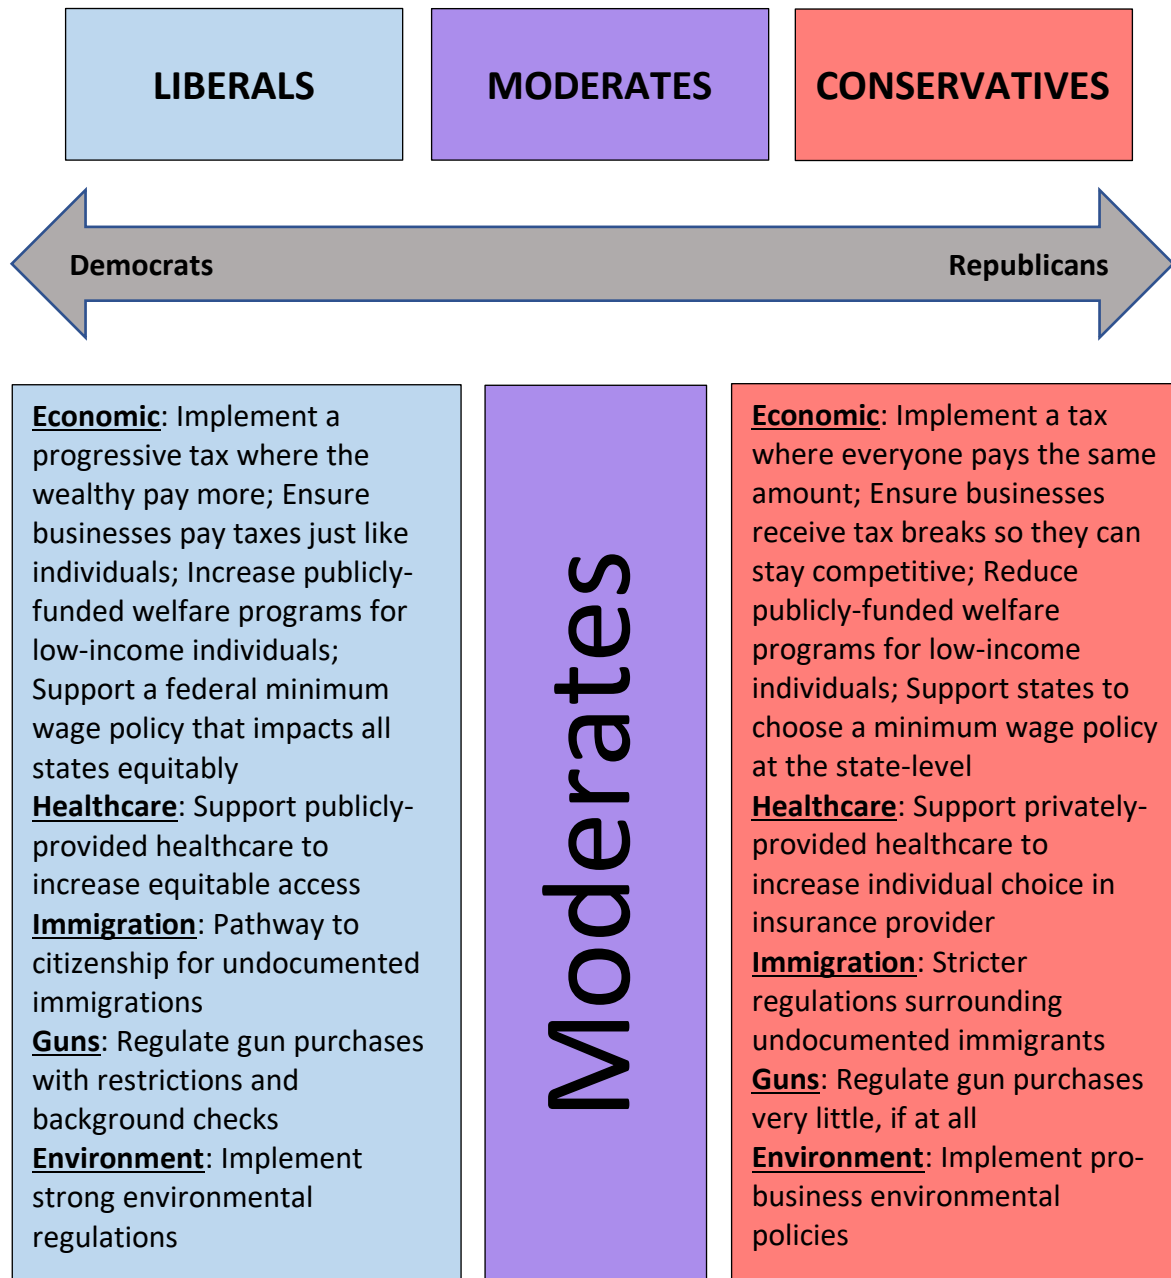 LIBERALS
MODERATES
CONSERVATIVES
Democrats
Republicans
Economic: Implement a
progressive tax where the
wealthy pay more; Ensure
businesses pay taxes just like
individuals; Increase publicly-
funded welfare programs for
low-income individuals;
Support a federal minimum
wage policy that impacts all
states equitably
Healthcare: Support publicly-
provided healthcare to
increase equitable access
Immigration: Pathway to
citizenship for undocumented
immigrations
Guns: Regulate gun purchases
with restrictions and
background checks
Environment: Implement
strong environmental
regulations
Moderates
Economic: Implement a tax
where everyone pays the same
amount; Ensure businesses
receive tax breaks so they can
stay competitive; Reduce
publicly-funded welfare
programs for low-income
individuals; Support states to
choose a minimum wage policy
at the state-level
Healthcare: Support privately-
provided healthcare to
increase individual choice in
insurance provider
Immigration: Stricter
regulations surrounding
undocumented immigrants
Guns: Regulate gun purchases
very little, if at all
Environment: Implement pro-
business environmental
policies